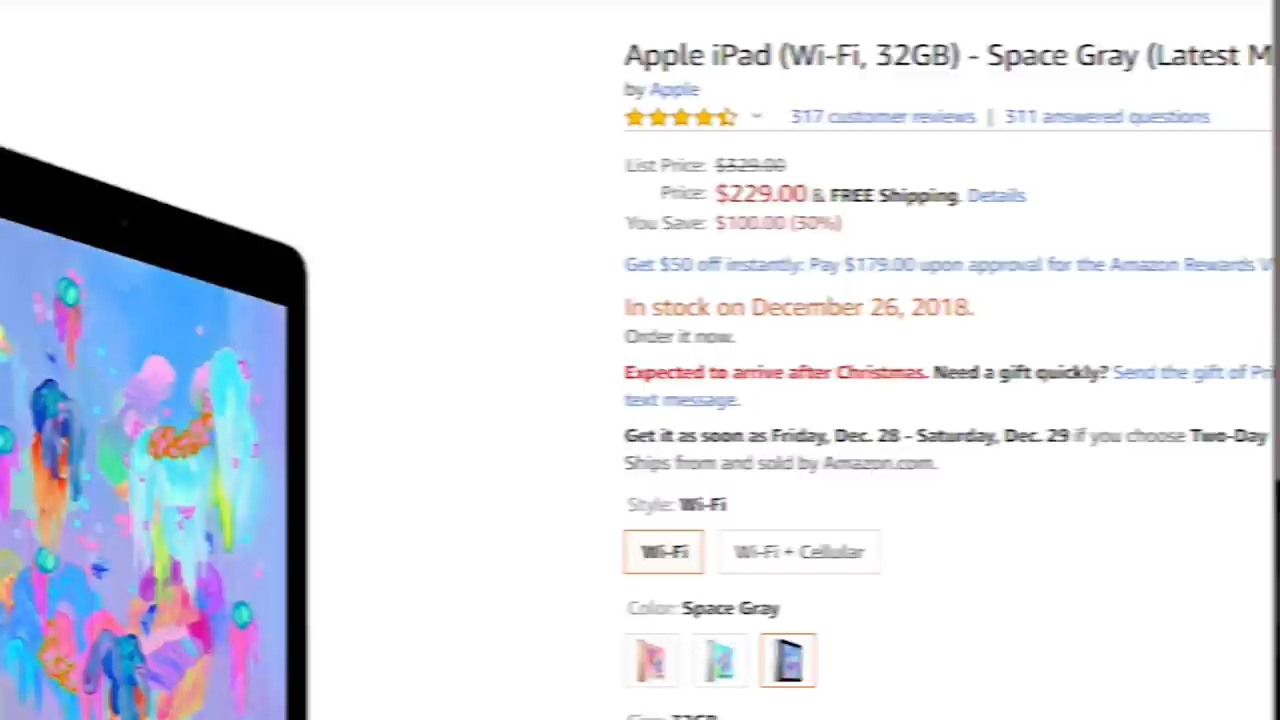 Apple iPad (Wi-Fi, 32GB) - Space Gray (Latest M
by Apple
317 customer reviews | 311 answered questions
List Price: $329.00
Price: $229.00 & FREE Shipping. Details
You Save: $100.00 (30%)
Get $50 off instantly: Pay $179.00 upon approval for the Amazon Rewards V
In stock on December 26, 2018.
Order it now.
Expected to arrive after Christmas. Need a gift quickly? Send the gift of Pri
text message.
Get it as soon as Friday, Dec. 28 - Saturday, Dec. 29 if you choose Two-Day
Ships from and sold by Amazon.com.
Style: Wi-Fi
Wi-Fi Wi-Fi + Cellular
Color: Space Gray
32GB